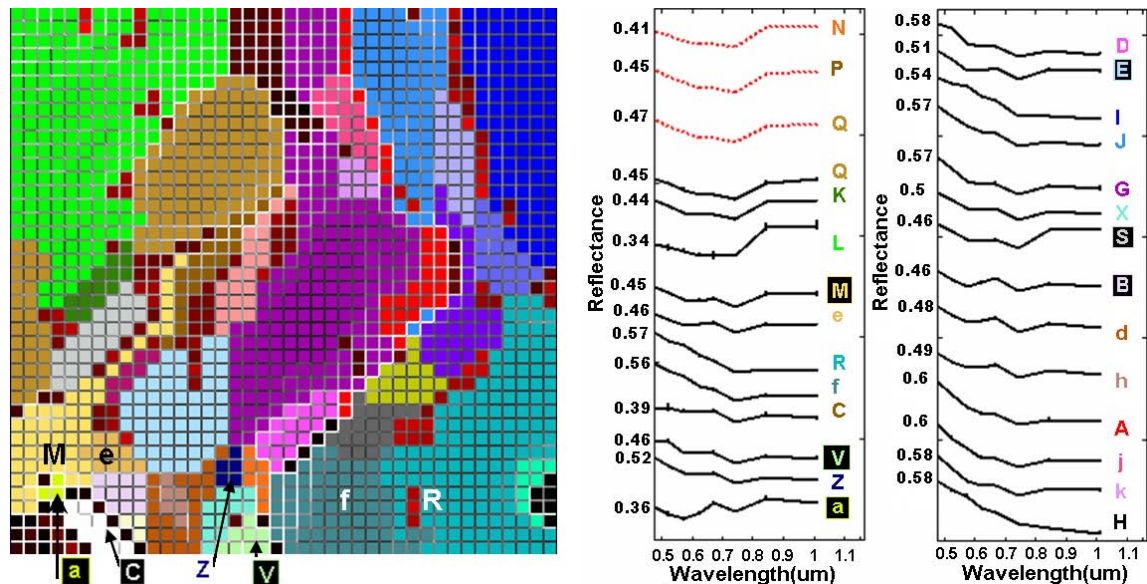 M e
f R
a C Z V
Reflectance
0.41 N
0.45 P
0.47 Q
0.45 Q
0.44 K
0.34 L
0.45 M
0.46 e
0.57 R
0.56 f
0.39 C
0.46 V
0.52 Z
0.36 a
0.5 0.6 0.7 0.8 0.9 1 1.1
Wavelength(um)
Reflectance
0.58 D
0.51 E
0.54 I
0.57 J
0.57 G
0.5 X
0.46 S
0.46 B
0.48 d
0.49 h
0.6 A
0.6 j
0.58 k
H
0.5 0.6 0.7 0.8 0.9 1 1.1
Wavelength(um)